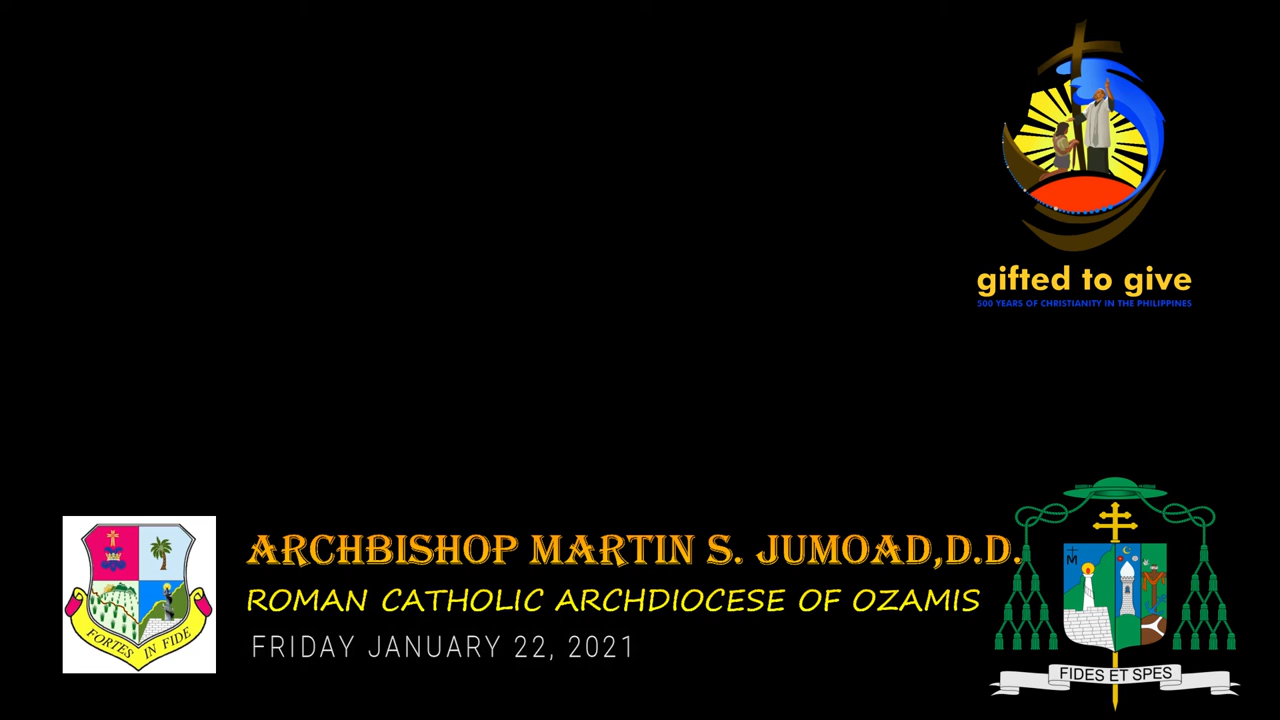 gifted to give
500 YEARS OF CHRISTIANITY IN THE PHILIPPINES
ARCHBISHOP MARTIN S. JUMOAD,D.D.
ROMAN CATHOLIC ARCHDIOCESE OF OZAMIS
FRIDAY JANUARY 22, 2021
FORTES IN FIDE
M
FIDES ET SPES